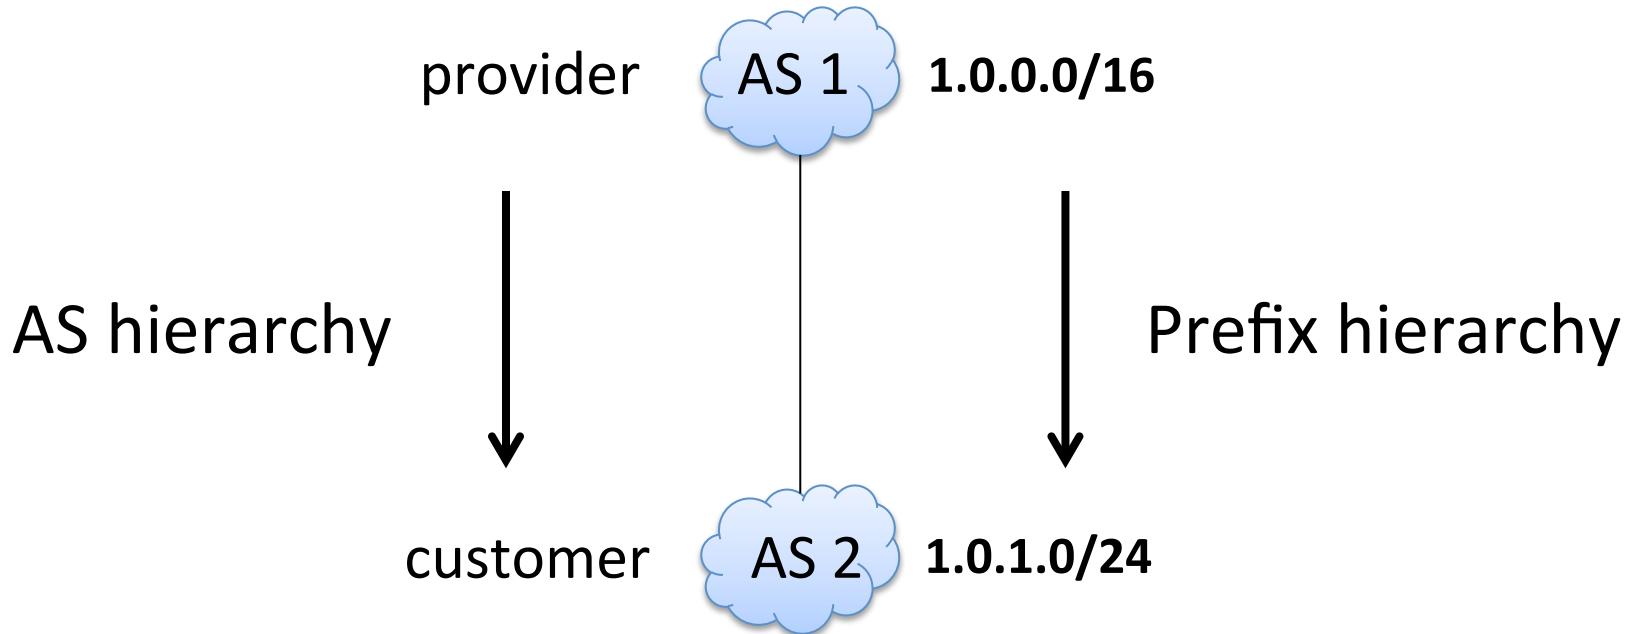 provider
AS 1
1.0.0.0/16
AS hierarchy
Prefix hierarchy
customer
AS 2
1.0.1.0/24